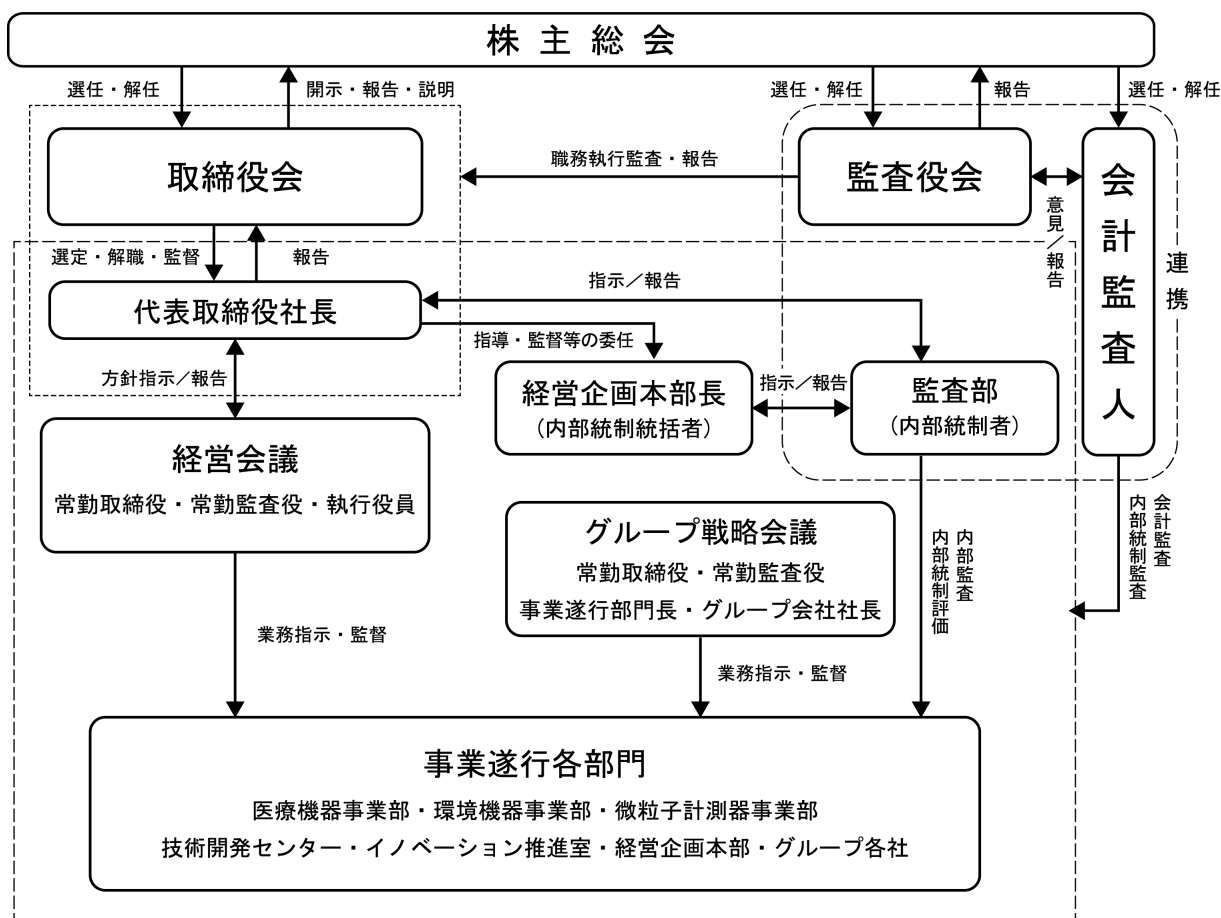 株主総会
選任・解任
開示・報告・説明
選任・解任
報告
選任・解任
取締役会
職務執行監査・報告
監査役会
会計監査人
意見／報告
連携
選定・解職・監督
報告
指示／報告
代表取締役社長
指導・監督等の委任
方針指示／報告
経営企画本部長
（内部統制統括者）
指示／報告
監査部
（内部統制者）
経営会議
常勤取締役・常勤監査役・執行役員
グループ戦略会議
常勤取締役・常勤監査役
事業遂行部門長・グループ会社社長
内部監査
内部統制評価
会計監査
内部統制監査
業務指示・監督
業務指示・監督
事業遂行各部門
医療機器事業部・環境機器事業部・微粒子計測器事業部
技術開発センター・イノベーション推進室・経営企画本部・グループ各社